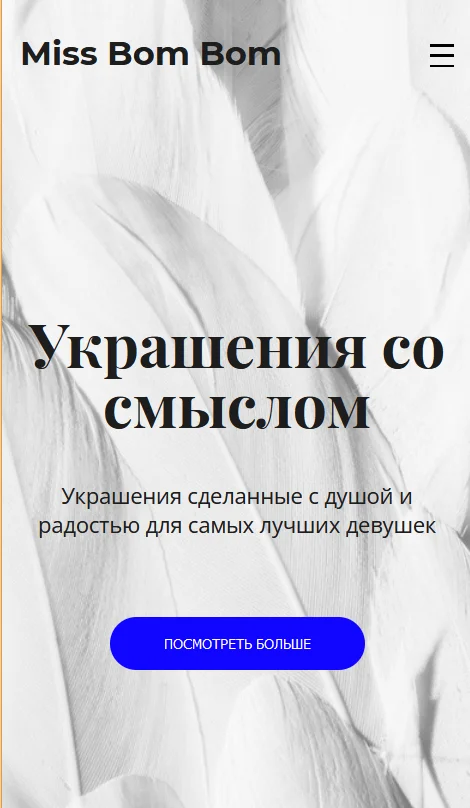 Miss Bom Bom
Украшения со
смыслом
Украшения сделанные с душой и
радостью для самых лучших девушек
ПОСМОТРЕТЬ БОЛЬШЕ